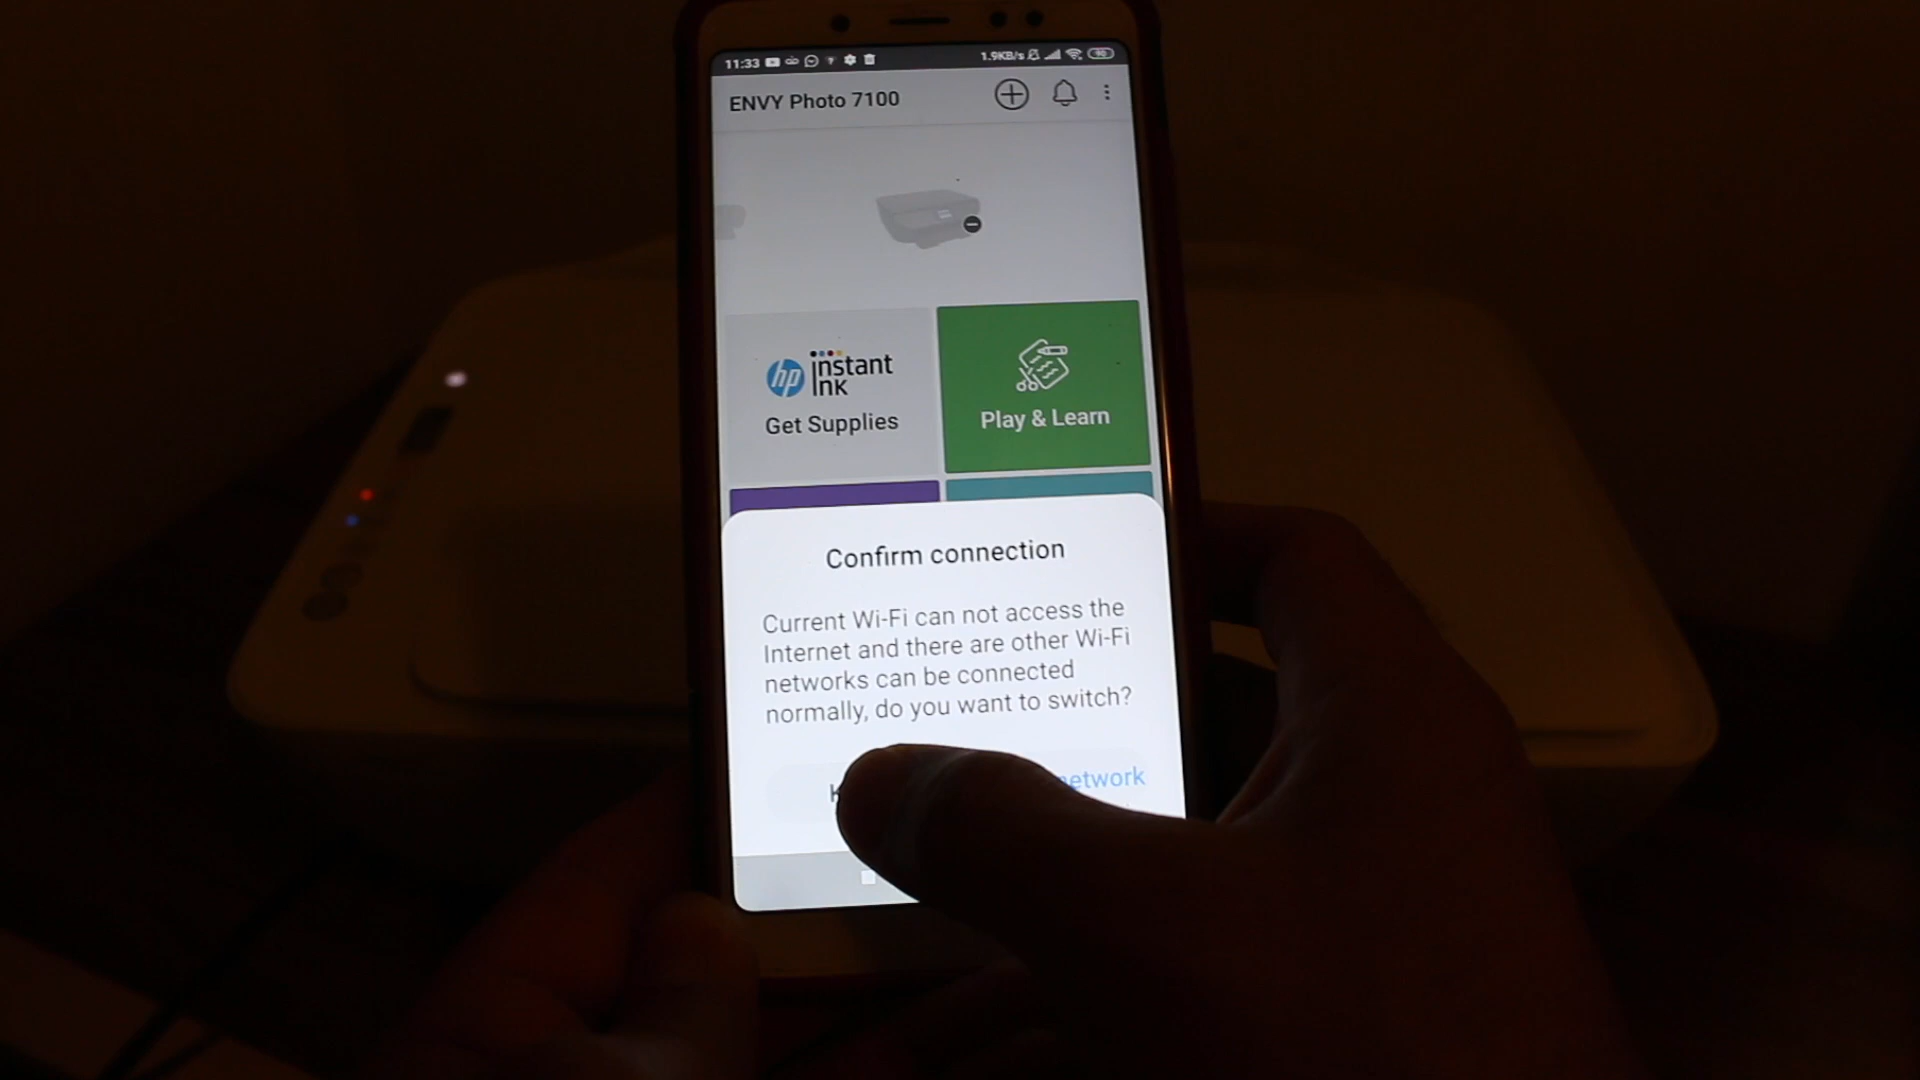 11:33
1.9KB/s
90
ENVY Photo 7100
hp instant ink
Get Supplies
Play & Learn
Confirm connection
Current Wi-Fi can not access the
Internet and there are other Wi-Fi
networks can be connected
normally, do you want to switch?
network